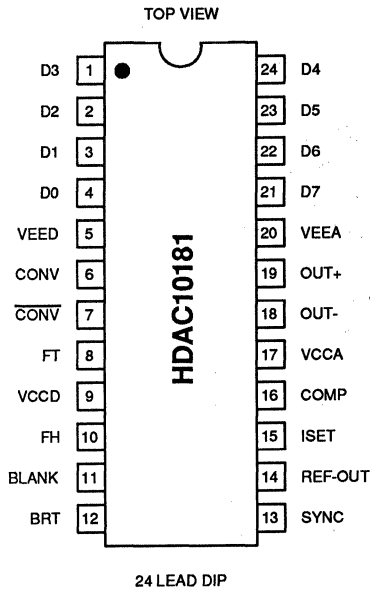 TOP VIEW
D3 1 24 D4
D2 2 23 D5
D1 3 22 D6
D0 4 21 D7
VEED 5 20 VEEA
CONV 6 19 OUT+
CONV 7 18 OUT-
FT 8 17 VCCA
VCCD 9 16 COMP
FH 10 15 ISET
BLANK 11 14 REF-OUT
BRT 12 13 SYNC
HDAC10181
24 LEAD DIP